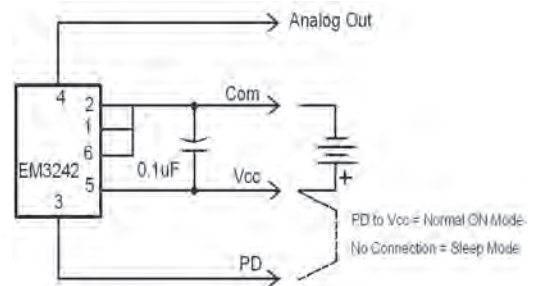 Analog Out
4
2
Com
1
6
EM3242
0.1uF
5
Vcc
3
+
PD to Vcc = Normal ON Mode
No Connection = Sleep Mode
PD